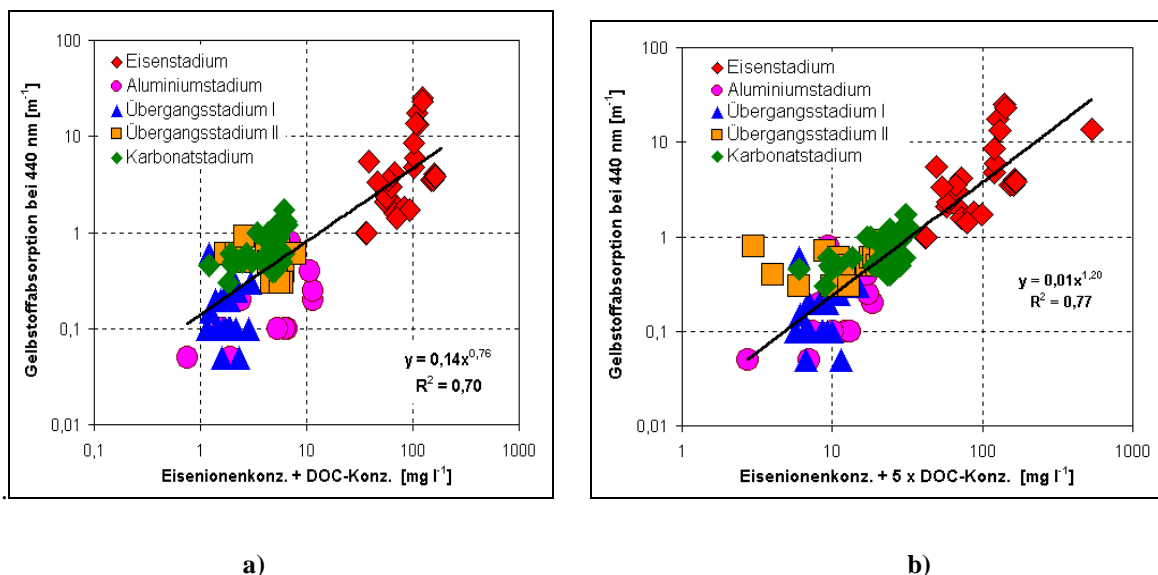 100
10
1
0,1
0,01
0,1
1
10
100
1000
Gelbstoffabsorption bei 440 nm [m-1]
Eisenstadium
Aluminiumstadium
Übergangsstadium I
Übergangsstadium II
Karbonatstadium
y = 0,14x0,76
R2 = 0,70
Eisenionenkonz. + DOC-Konz. [mg l-1]
.
a)
100
10
1
0,1
0,01
1
10
100
1000
Gelbstoffabsorption bei 440 nm [m-1]
Eisenstadium
Aluminiumstadium
Übergangsstadium I
Übergangsstadium II
Karbonatstadium
y = 0,01x1,20
R2 = 0,77
Eisenionenkonz. + 5 x DOC-Konz. [mg l-1]
b)